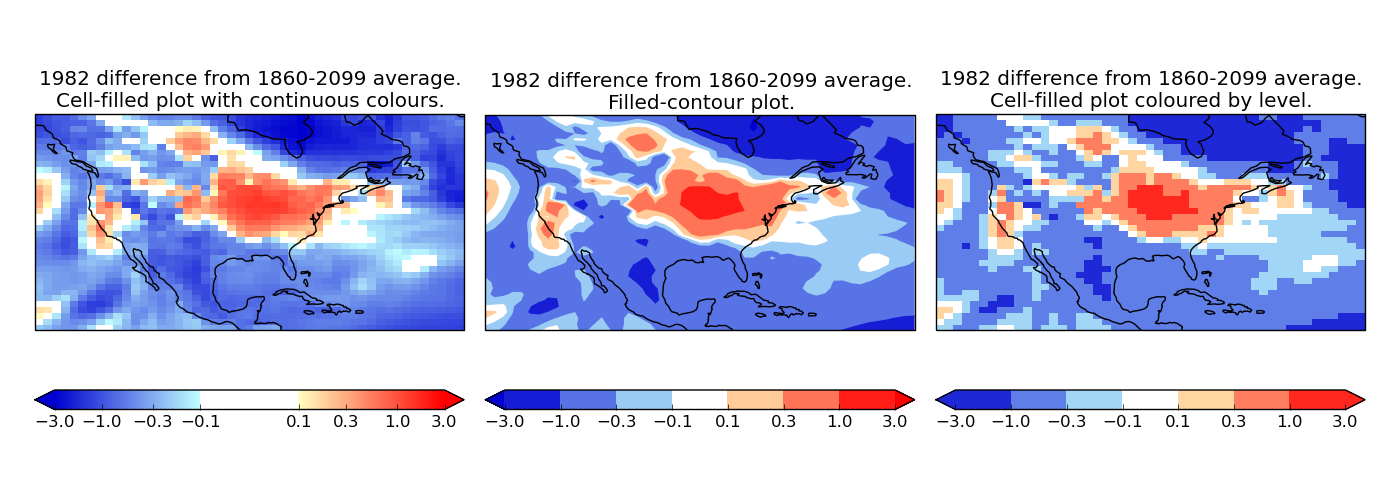 1982 difference from 1860-2099 average.
Cell-filled plot with continuous colours.
1982 difference from 1860-2099 average.
Filled-contour plot.
1982 difference from 1860-2099 average.
Cell-filled plot coloured by level.
−3.0 −1.0 −0.3 −0.1 0.1 0.3 1.0 3.0
−3.0 −1.0 −0.3 −0.1 0.1 0.3 1.0 3.0
−3.0 −1.0 −0.3 −0.1 0.1 0.3 1.0 3.0